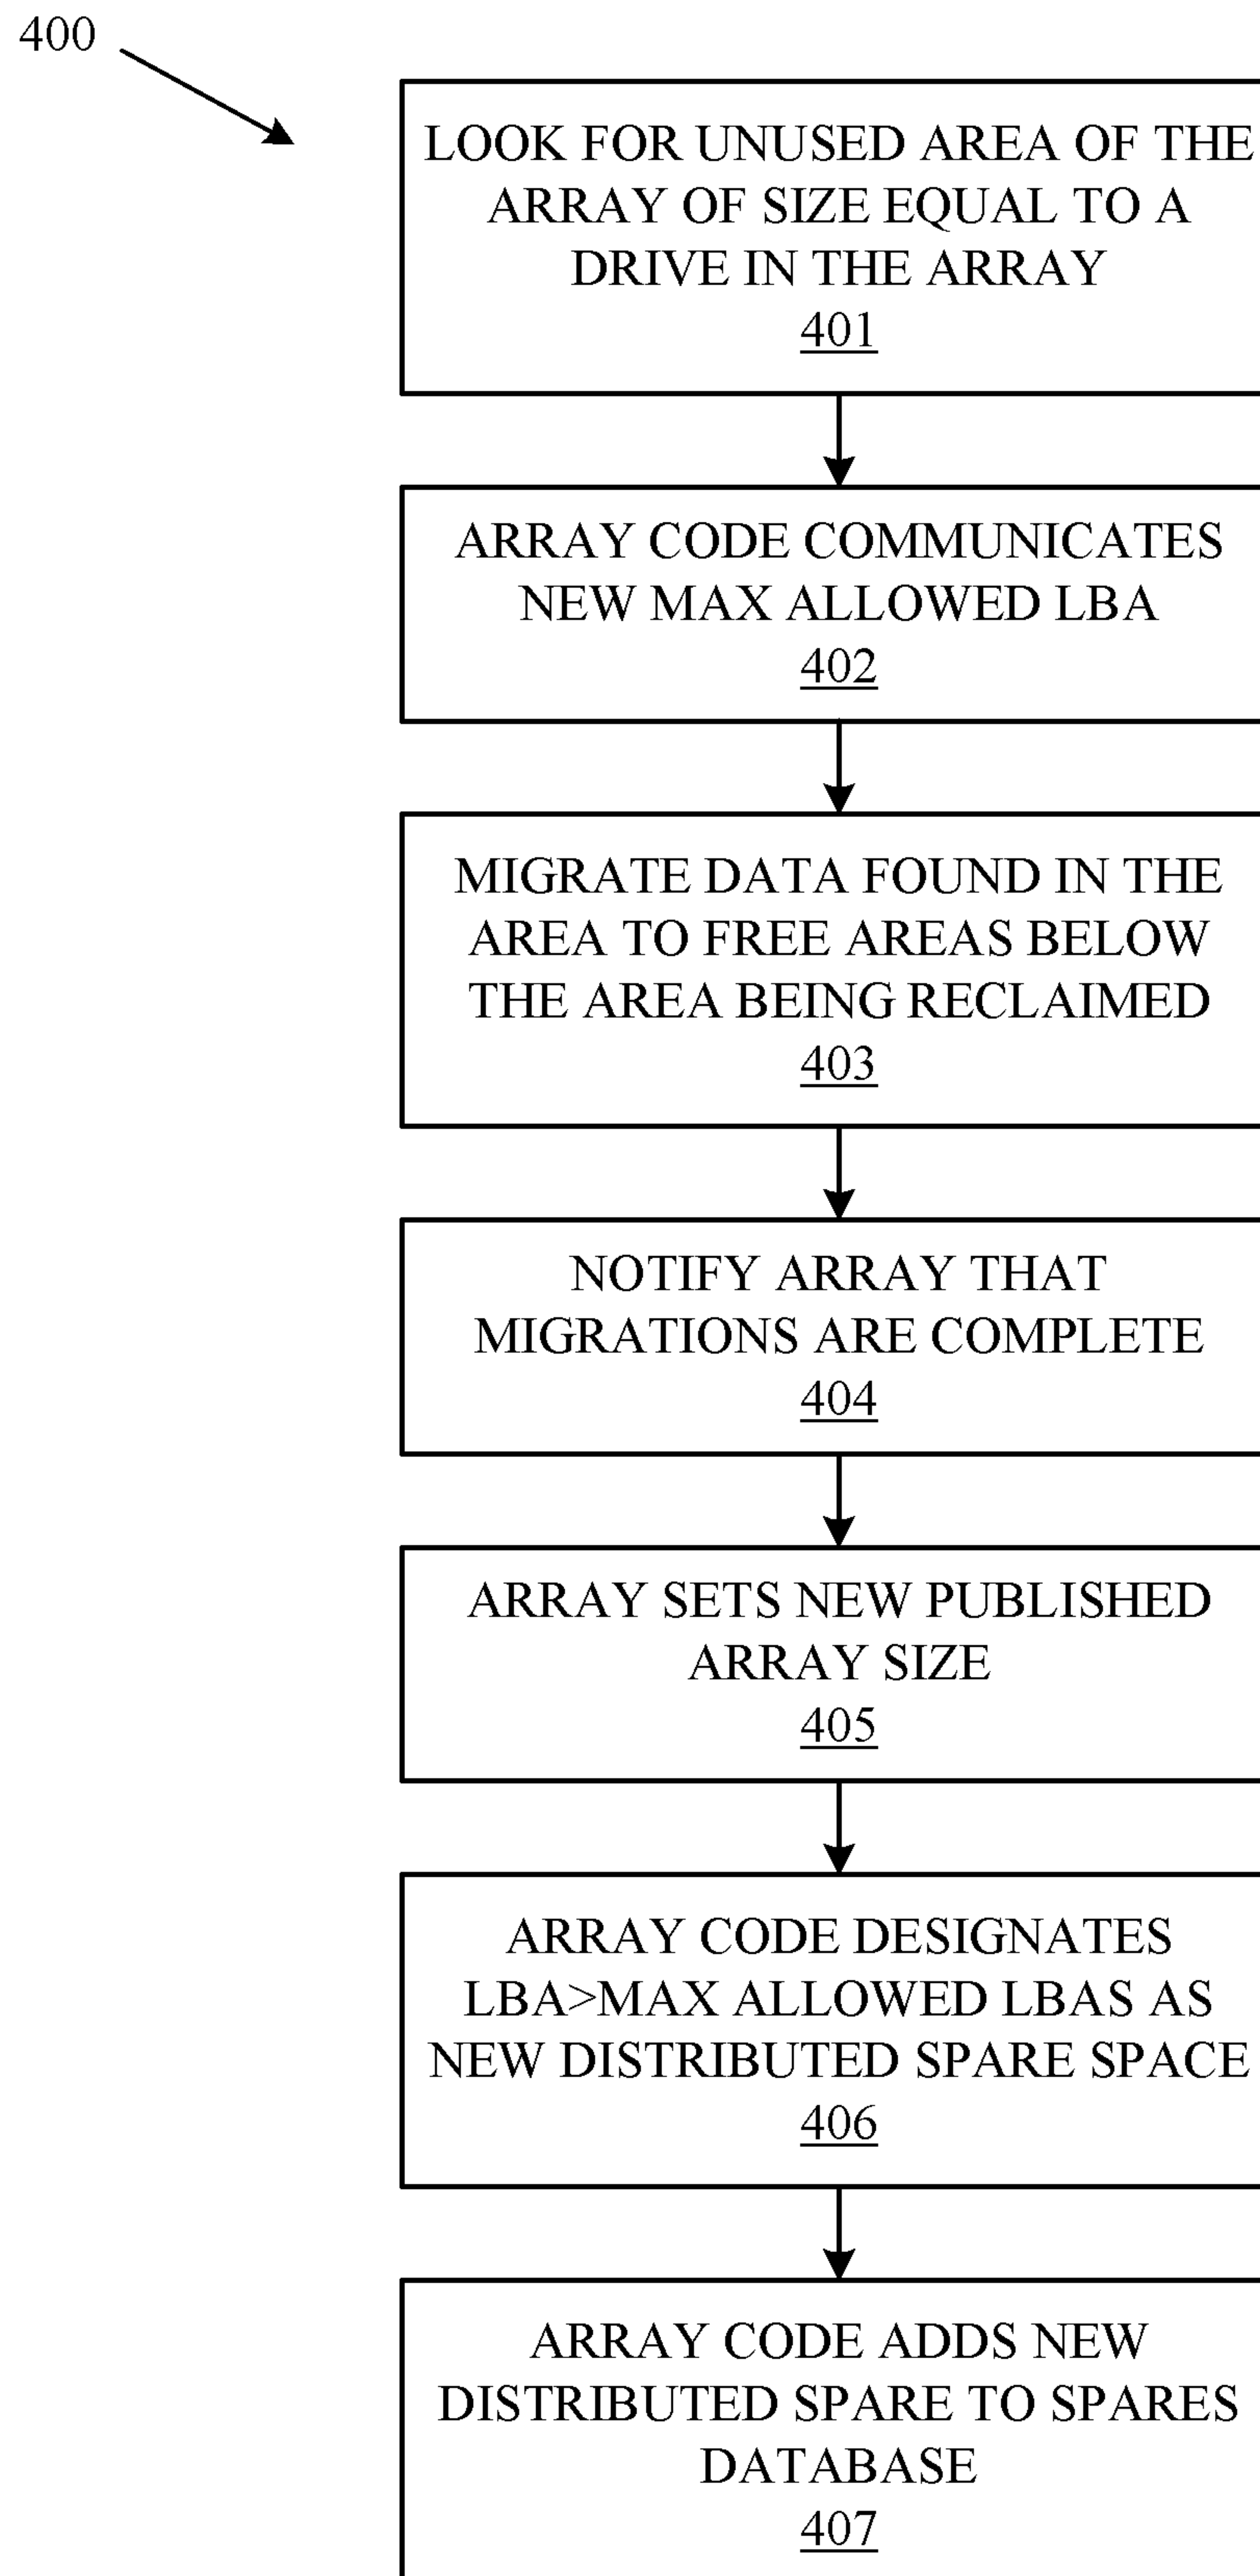 400
LOOK FOR UNUSED AREA OF THE
ARRAY OF SIZE EQUAL TO A
DRIVE IN THE ARRAY
401
ARRAY CODE COMMUNICATES
NEW MAX ALLOWED LBA
402
MIGRATE DATA FOUND IN THE
AREA TO FREE AREAS BELOW
THE AREA BEING RECLAIMED
403
NOTIFY ARRAY THAT
MIGRATIONS ARE COMPLETE
404
ARRAY SETS NEW PUBLISHED
ARRAY SIZE
405
ARRAY CODE DESIGNATES
LBA>MAX ALLOWED LBAS AS
NEW DISTRIBUTED SPARE SPACE
406
ARRAY CODE ADDS NEW
DISTRIBUTED SPARE TO SPARES
DATABASE
407